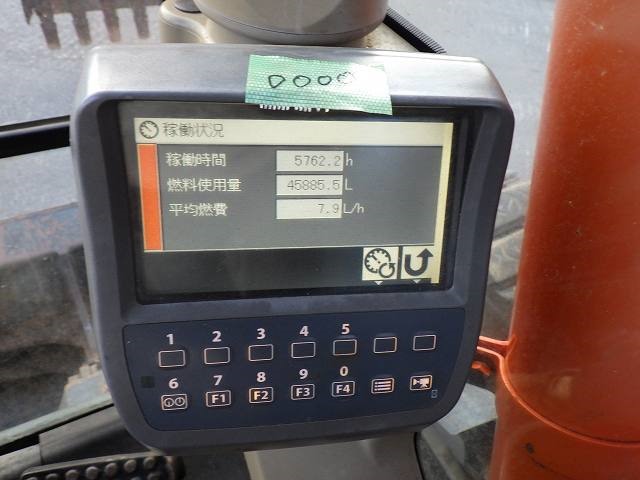 0000
稼働状況
稼働時間 5762.2 h
燃料使用量 45885.5 L
平均燃費 7.9 L/h
1 2 3 4 5
6 7 8 9 0
F1 F2 F3 F4